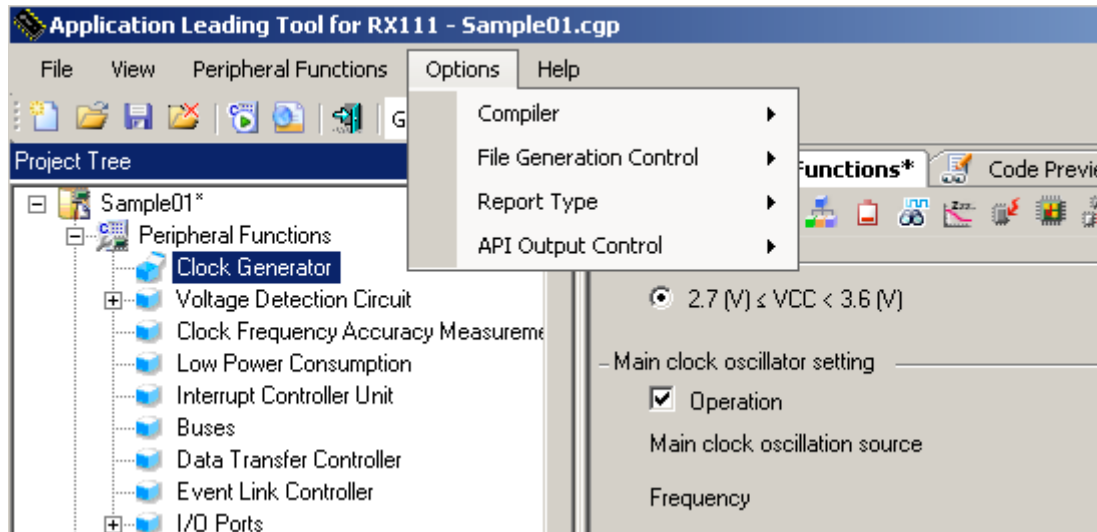 Application Leading Tool for RX111 - Sample01.cgp
File View Peripheral Functions Options Help
Compiler
File Generation Control
Report Type
API Output Control
Project Tree
Functions* Code Previe
Sample01*
Peripheral Functions
Clock Generator
Voltage Detection Circuit
Clock Frequency Accuracy Measureme
Low Power Consumption
Interrupt Controller Unit
Buses
Data Transfer Controller
Event Link Controller
I/O Ports
2.7 (V) ≤ VCC < 3.6 (V)
Main clock oscillator setting
Operation
Main clock oscillation source
Frequency